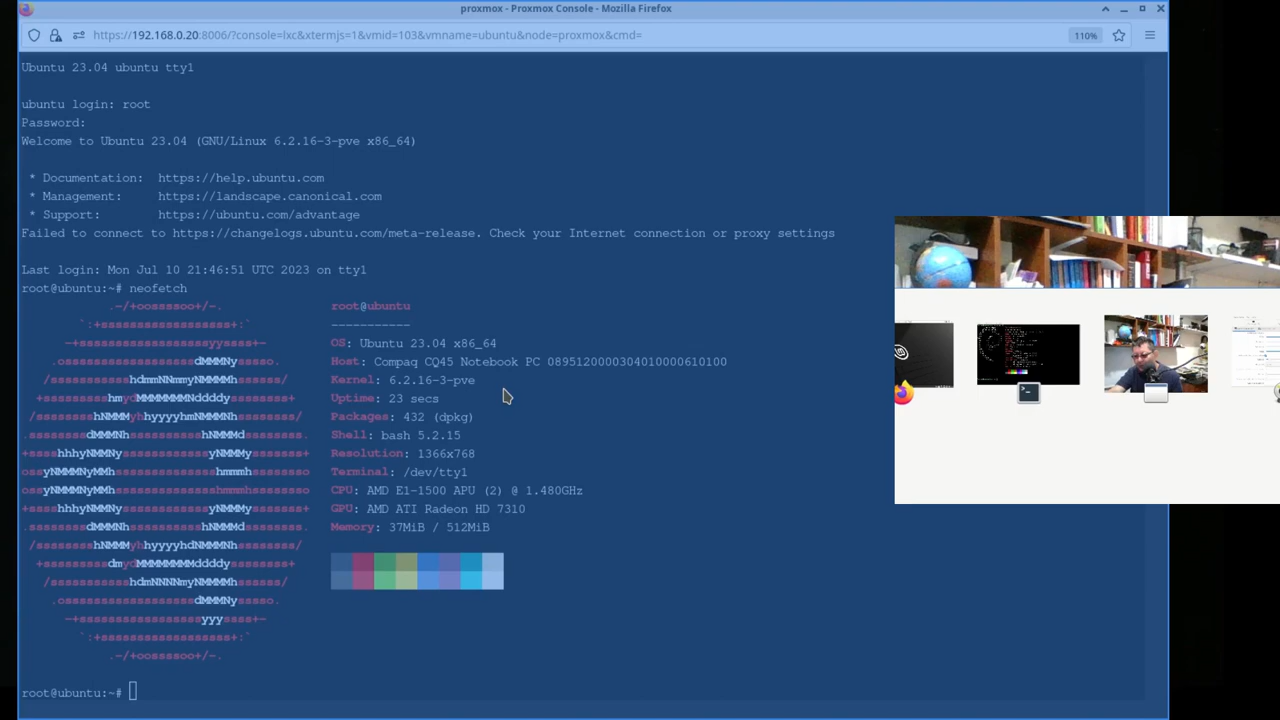 proxmox - Proxmox Console - Mozilla Firefox
https://192.168.0.20:8006/?console=lxc&xtermjs=1&vmid=103&vmname=ubuntu&node=proxmox&cmd=
110%
Ubuntu 23.04 ubuntu tty1
ubuntu login: root
Password:
Welcome to Ubuntu 23.04 (GNU/Linux 6.2.16-3-pve x86_64)
* Documentation: https://help.ubuntu.com
* Management: https://landscape.canonical.com
* Support: https://ubuntu.com/advantage
Failed to connect to https://changelogs.ubuntu.com/meta-release. Check your Internet connection or proxy settings
Last login: Mon Jul 10 21:46:51 UTC 2023 on tty1
root@ubuntu:~# neofetch
root@ubuntu
-----------
OS: Ubuntu 23.04 x86_64
Host: Compaq CQ45 Notebook PC 0895120000304010000610100
Kernel: 6.2.16-3-pve
Uptime: 23 secs
Packages: 432 (dpkg)
Shell: bash 5.2.15
Resolution: 1366x768
Terminal: /dev/tty1
CPU: AMD E1-1500 APU (2) @ 1.480GHz
GPU: AMD ATI Radeon HD 7310
Memory: 37MiB / 512MiB
root@ubuntu:~#